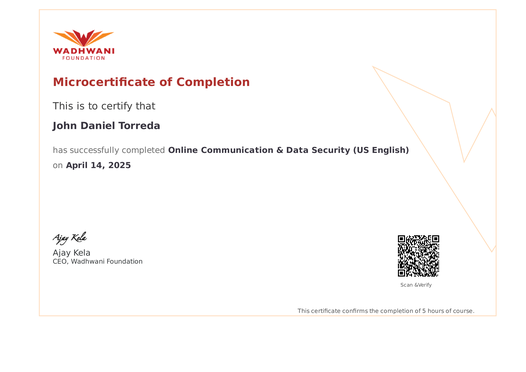 WADHWANI
FOUNDATION
Microcertificate of Completion
This is to certify that
John Daniel Torreda
has successfully completed Online Communication & Data Security (US English)
on April 14, 2025
Ajay Kela
Ajay Kela
CEO, Wadhwani Foundation
Scan &Verify
This certificate confirms the completion of 5 hours of course.